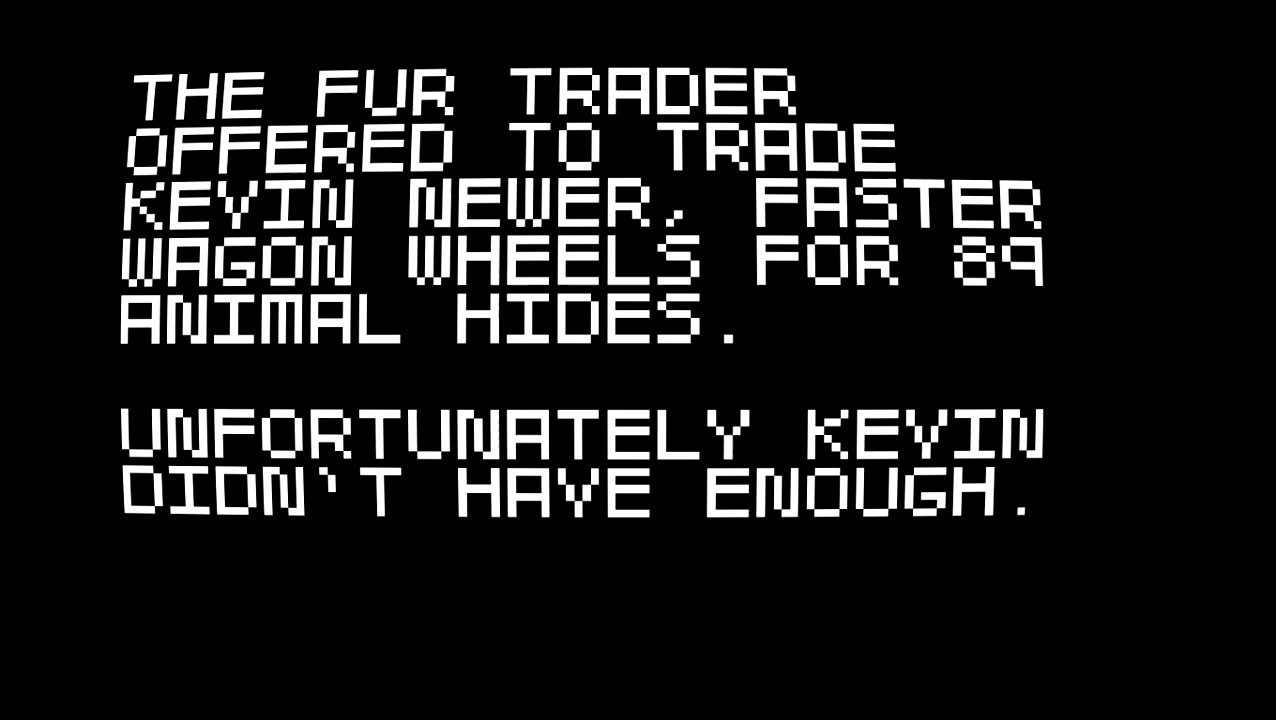 THE FUR TRADER
OFFERED TO TRADE
KEVIN NEWER, FASTER
WAGON WHEELS FOR 89
ANIMAL HIDES.
UNFORTUNATELY KEVIN
DIDN'T HAVE ENOUGH.